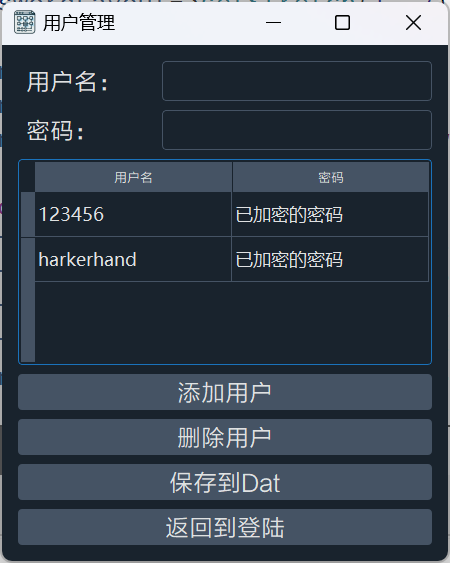 用户管理
用户名：
密码：
用户名 密码
123456 已加密的密码
harkerhand 已加密的密码
添加用户
删除用户
保存到Dat
返回到登陆